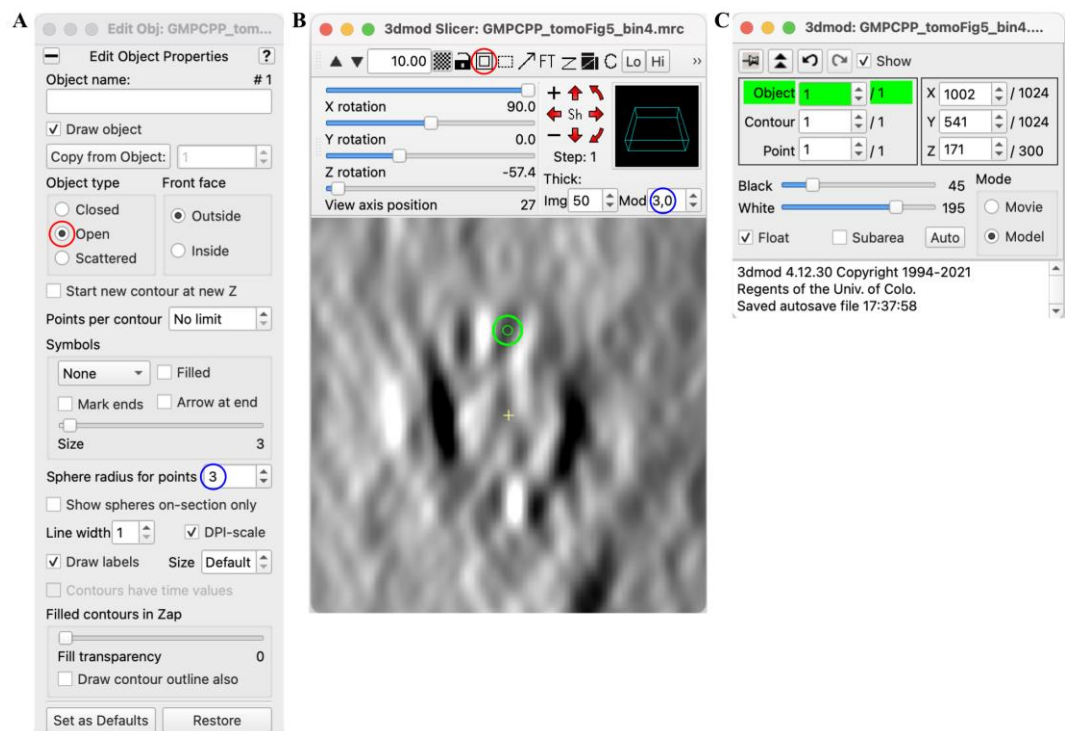 A
Edit Obj: GMPCPP_tom...
Edit Object Properties ?
Object name: # 1
Draw object
Copy from Object: 1
Object type Front face
Closed
Outside
Open
Inside
Scattered
Start new contour at new Z
Points per contour No limit
Symbols
None Filled
Mark ends Arrow at end
Size 3
Sphere radius for points 3
Show spheres on-section only
Line width 1 DPI-scale
Draw labels Size Default
Contours have time values
Filled contours in Zap
Fill transparency 0
Draw contour outline also
Set as Defaults Restore
B
3dmod Slicer: GMPCPP_tomoFig5_bin4.mrc
10.00 FT Z C Lo Hi »
X rotation 90.0
Y rotation 0.0
Z rotation -57.4
View axis position 27
+ Sh −
Step: 1
Thick:
Img 50 Mod 3,0
C
3dmod: GMPCPP_tomoFig5_bin4....
Show
Object 1 / 1
Contour 1 / 1
Point 1 / 1
X 1002 / 1024
Y 541 / 1024
Z 171 / 300
Black 45
White 195
Mode
Movie
Model
Float Subarea Auto
3dmod 4.12.30 Copyright 1994-2021
Regents of the Univ. of Colo.
Saved autosave file 17:37:58